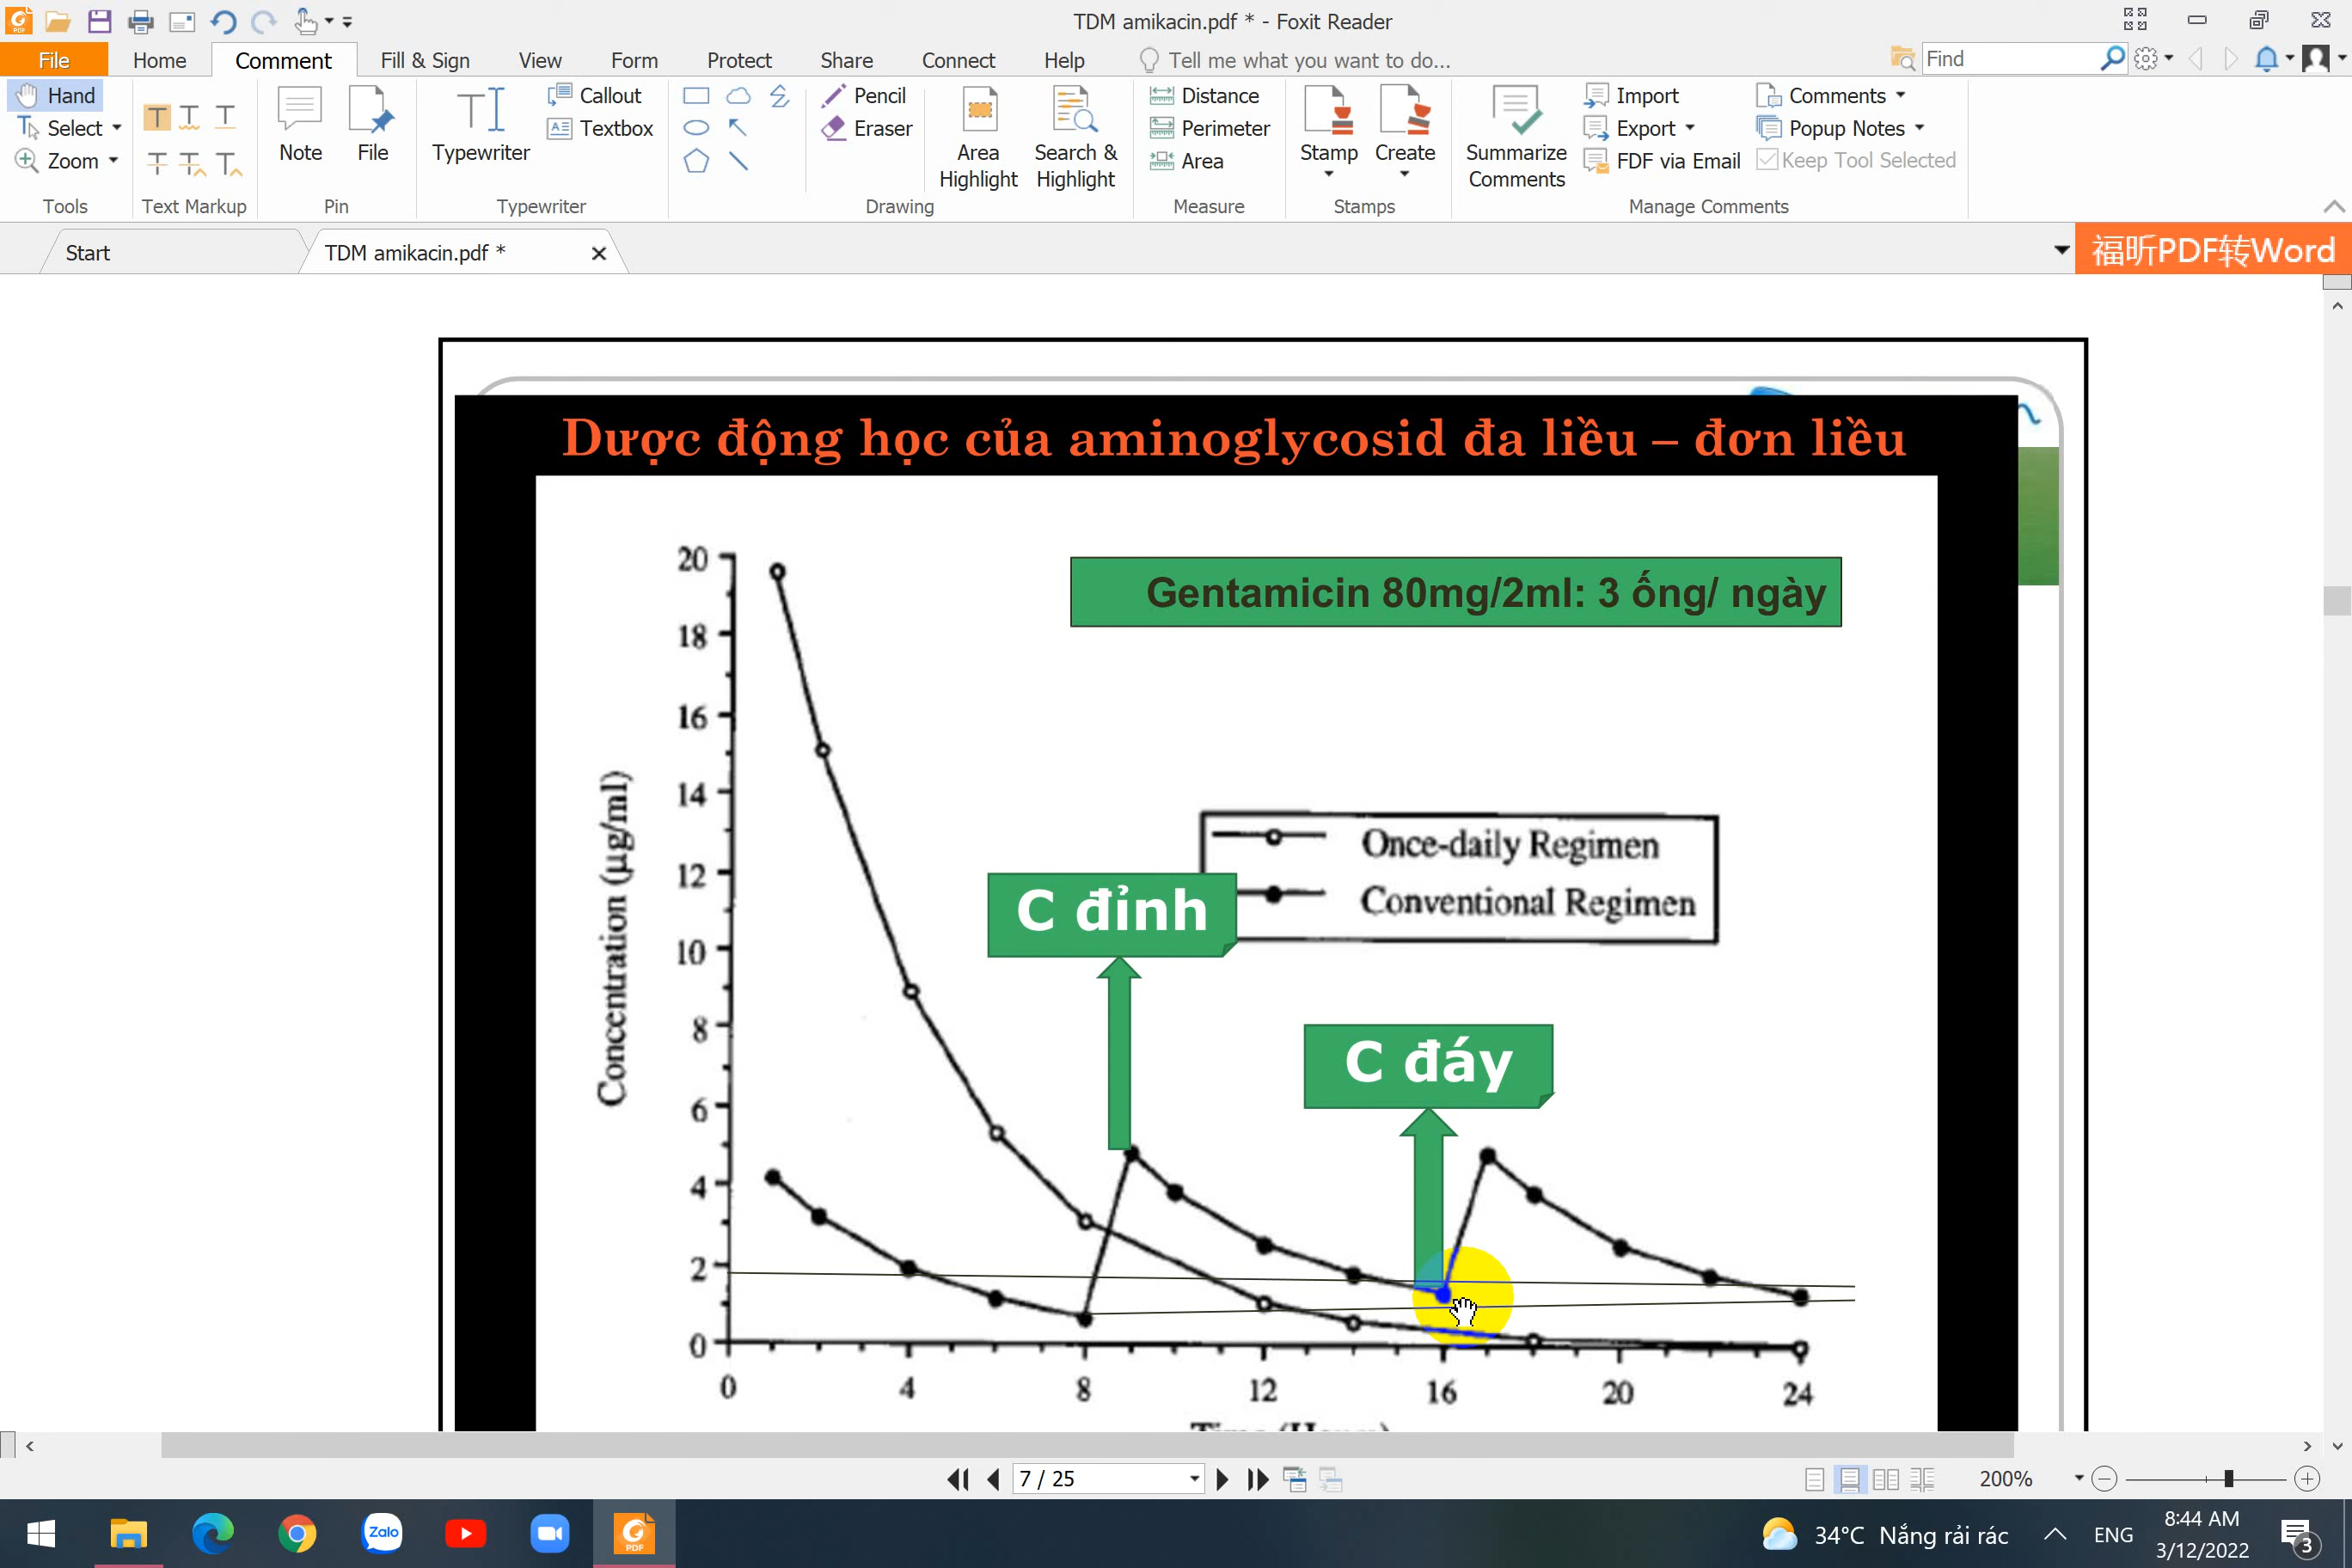 TDM amikacin.pdf * - Foxit Reader
File Home Comment Fill & Sign View Form Protect Share Connect Help Tell me what you want to do... Find
Hand
Select
Zoom
Tools
Text Markup
Note
File
Pin
Typewriter
Callout
Textbox
Typewriter
Pencil
Eraser
Area Highlight
Search & Highlight
Drawing
Distance
Perimeter
Area
Measure
Stamp
Create
Stamps
Summarize Comments
Import
Export
FDF via Email
Comments
Popup Notes
Keep Tool Selected
Manage Comments
Start
TDM amikacin.pdf *
福昕PDF转Word
Dược động học của aminoglycosid đa liều – đơn liều
Gentamicin 80mg/2ml: 3 ống/ ngày
Concentration (µg/ml)
20
18
16
14
12
10
8
6
4
2
0
Once-daily Regimen
Conventional Regimen
C đỉnh
C đáy
0 4 8 12 16 20 24
7 / 25
200%
Zalo
PDF
34°C Nắng rải rác
ENG
8:44 AM
3/12/2022
3